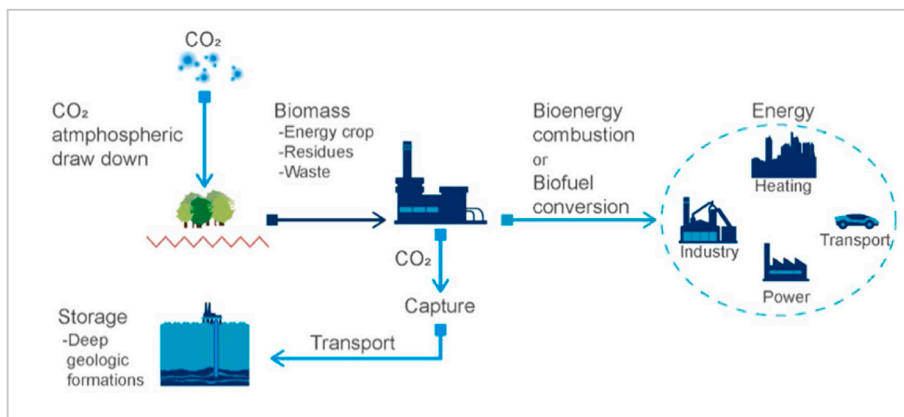 CO₂
CO₂
atmphospheric
draw down
Biomass
-Energy crop
-Residues
-Waste
Bioenergy
combustion
or
Biofuel
conversion
Energy
Heating
Industry
Transport
Power
CO₂
Capture
Transport
Storage
-Deep
geologic
formations